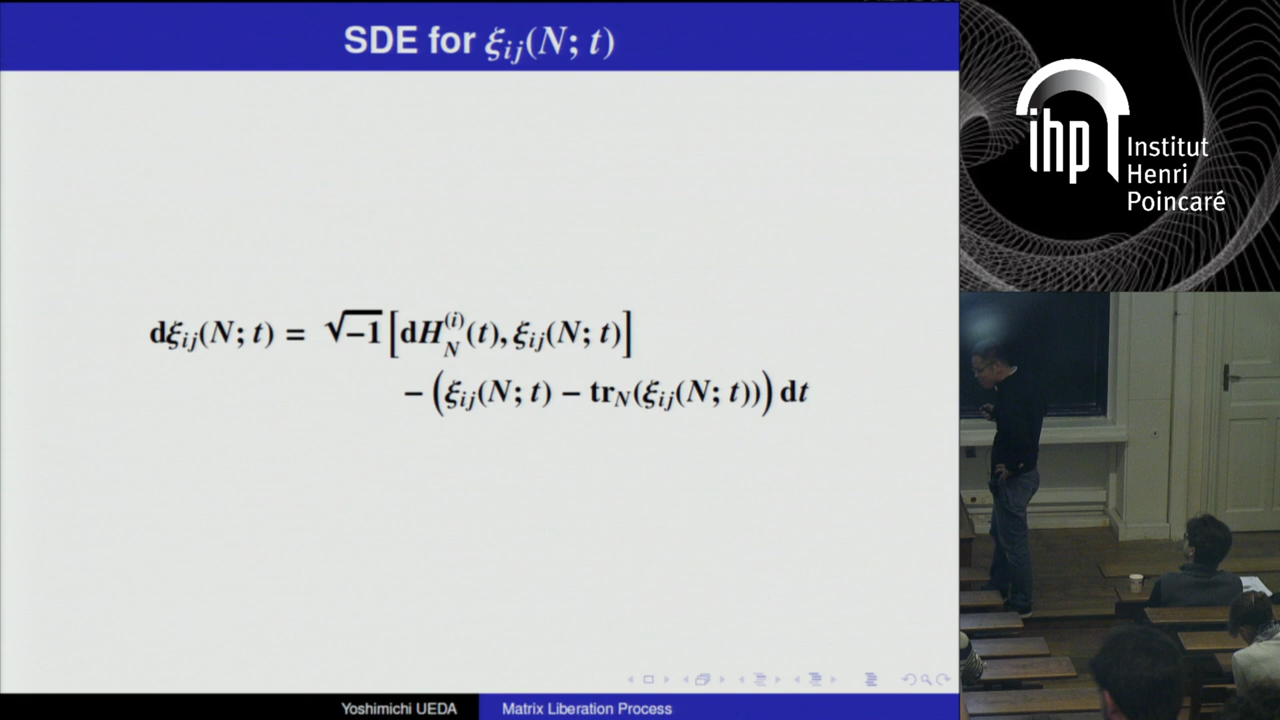 SDE for ξ_{ij}(N; t)
dξ_{ij}(N; t) = √−1 [dH_N^{(i)}(t), ξ_{ij}(N; t)]
− (ξ_{ij}(N; t) − tr_N(ξ_{ij}(N; t))) dt
Yoshimichi UEDA
Matrix Liberation Process
ihp
Institut
Henri
Poincaré